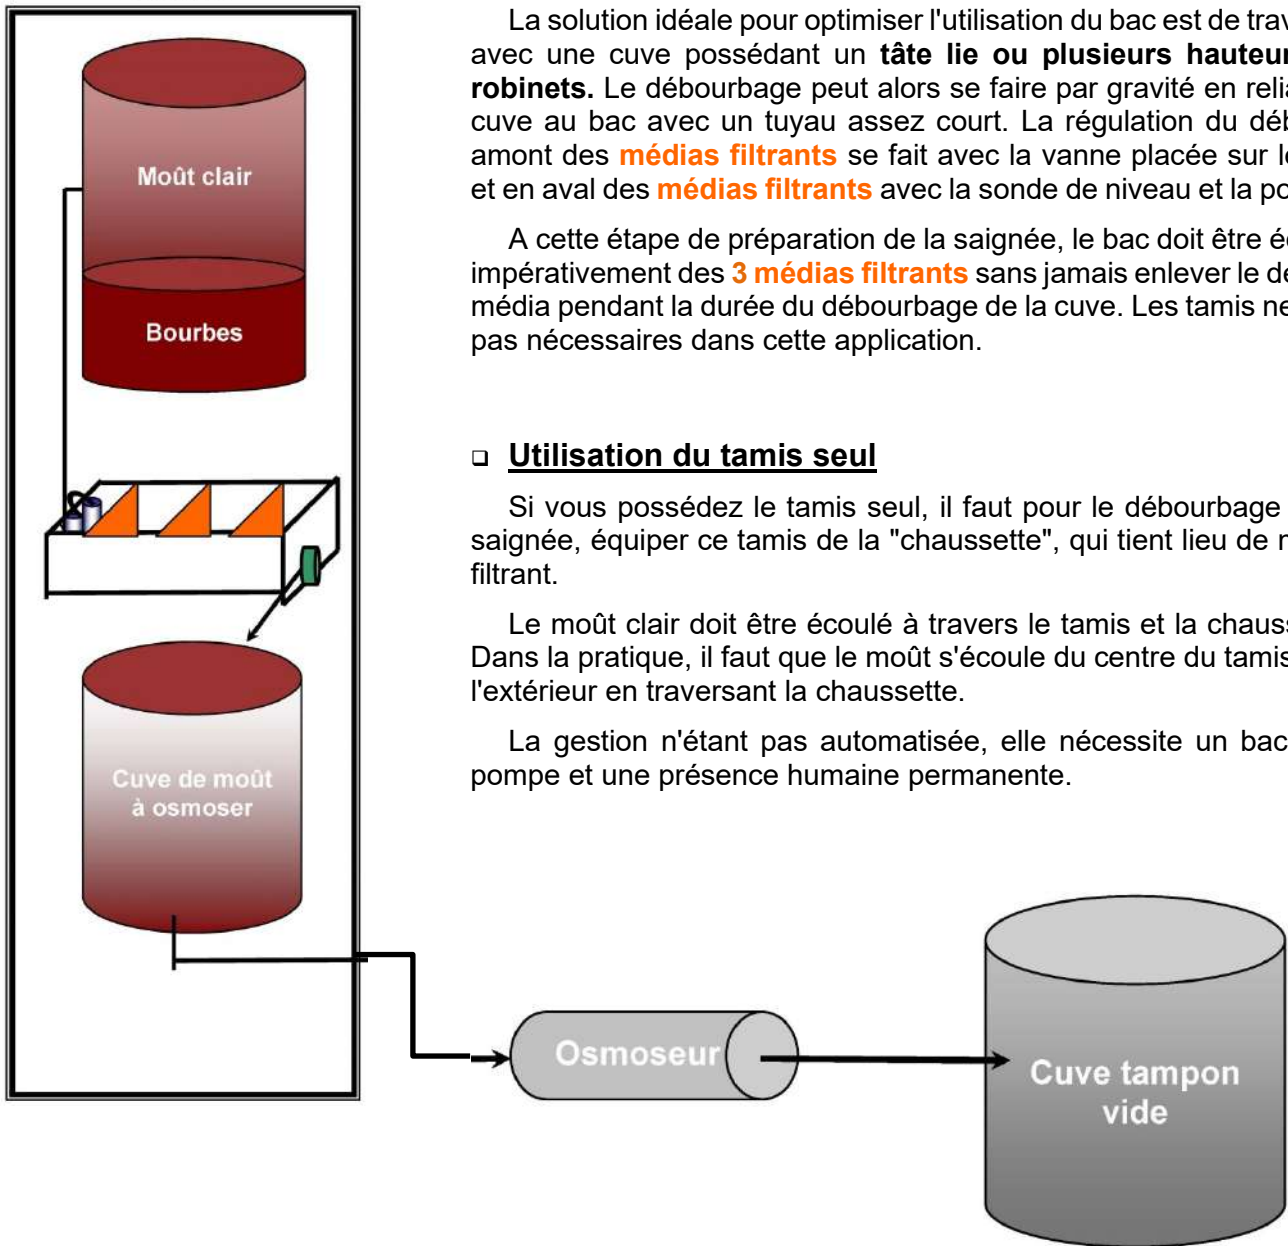 La solution idéale pour optimiser l'utilisation du bac est de trav
avec une cuve possédant un tâte lie ou plusieurs hauteur
robinets. Le débourbage peut alors se faire par gravité en relia
cuve au bac avec un tuyau assez court. La régulation du déb
amont des médias filtrants se fait avec la vanne placée sur le
et en aval des médias filtrants avec la sonde de niveau et la po
A cette étape de préparation de la saignée, le bac doit être éc
impérativement des 3 médias filtrants sans jamais enlever le de
média pendant la durée du débourbage de la cuve. Les tamis ne
pas nécessaires dans cette application.
Utilisation du tamis seul
Si vous possédez le tamis seul, il faut pour le débourbage
saignée, équiper ce tamis de la "chaussette", qui tient lieu de
filtrant.
Le moût clair doit être écoulé à travers le tamis et la chauss
Dans la pratique, il faut que le moût s'écoule du centre du tamis
l'extérieur en traversant la chaussette.
La gestion n'étant pas automatisée, elle nécessite un bac
pompe et une présence humaine permanente.
Moût clair
Bourbes
Cuve de moût
à osmoser
Osmoseur
Cuve tampon
vide